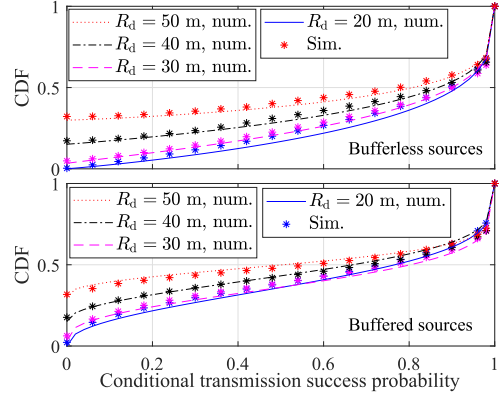 R_d = 50 m, num.
R_d = 40 m, num.
R_d = 30 m, num.
R_d = 20 m, num.
Sim.
1
0.5
0
CDF
Bufferless sources
R_d = 50 m, num.
R_d = 40 m, num.
R_d = 30 m, num.
R_d = 20 m, num.
Sim.
1
0.5
0
CDF
Buffered sources
0 0.2 0.4 0.6 0.8 1
Conditional transmission success probability